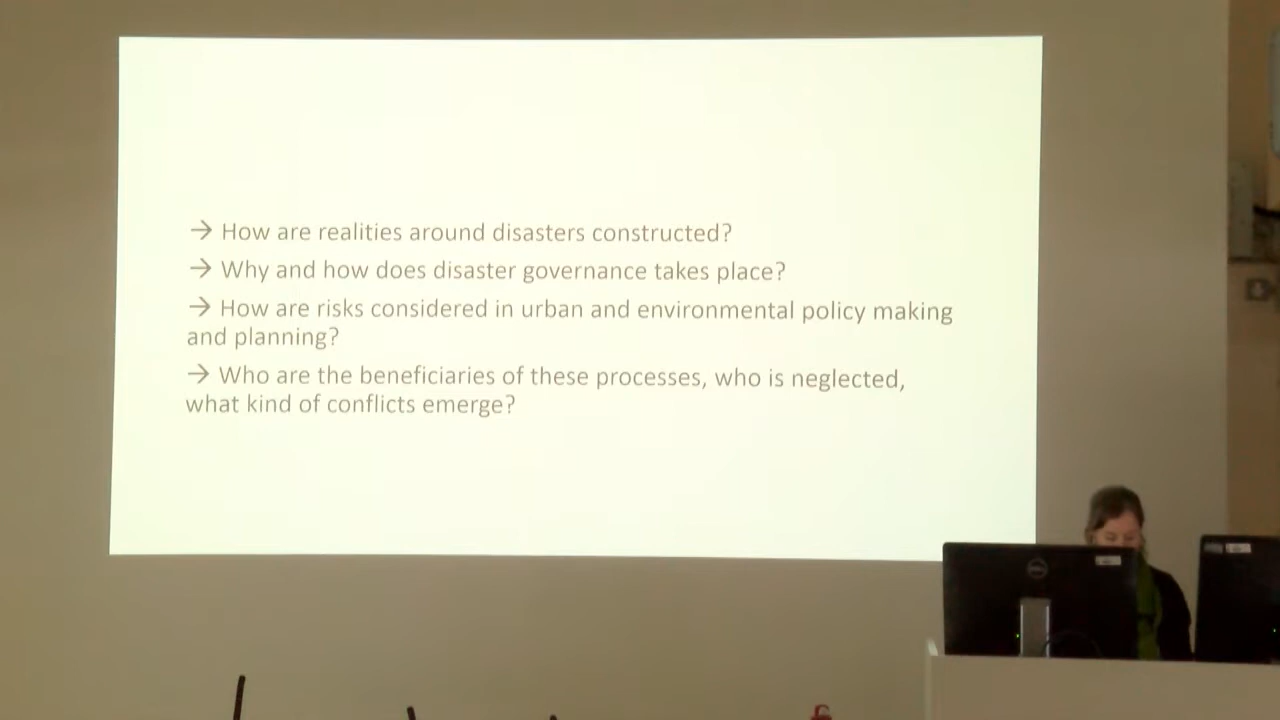 → How are realities around disasters constructed?
→ Why and how does disaster governance takes place?
→ How are risks considered in urban and environmental policy making
and planning?
→ Who are the beneficiaries of these processes, who is neglected,
what kind of conflicts emerge?
DELL